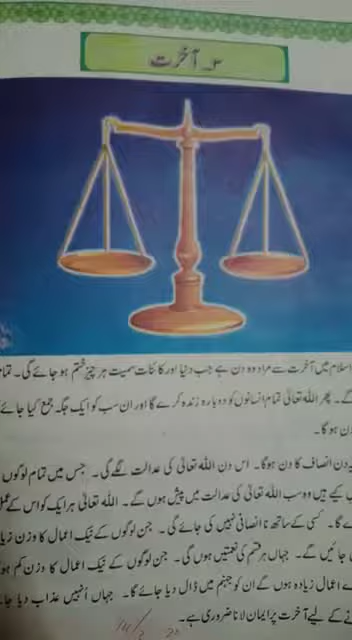 ۳۔ آخرت
اسلام میں آخرت سے مراد وہ دن ہے جب دنیا اور کائنات سمیت ہر چیز ختم ہو جائے گی۔ تمام
گے۔ پھر اللہ تعالیٰ تمام انسانوں کو دوبارہ زندہ کرے گا اور ان سب کو ایک جگہ جمع کیا جائے
دن ہو گا۔
دن انصاف کا دن ہوگا۔ اس دن اللہ تعالیٰ کی عدالت لگے گی۔ جس میں تمام لوگوں
کیے ہیں وہ سب اللہ تعالیٰ کی عدالت میں پیش ہوں گے۔ اللہ تعالیٰ ہر ایک کو اس کے عمل
گا۔ کسی کے ساتھ نا انصافی نہیں کی جائے گی۔ جن لوگوں کے نیک اعمال کا وزن
جائیں گے۔ جہاں ہر قسم کی نعمتیں ہوں گی۔ جن لوگوں کے نیک اعمال کا وزن کم
اعمال زیادہ ہوں گے ان کو جہنم میں ڈال دیا جائے گا۔ جہاں انہیں عذاب دیا
کے لیے آخرت پر ایمان لانا ضروری ہے۔